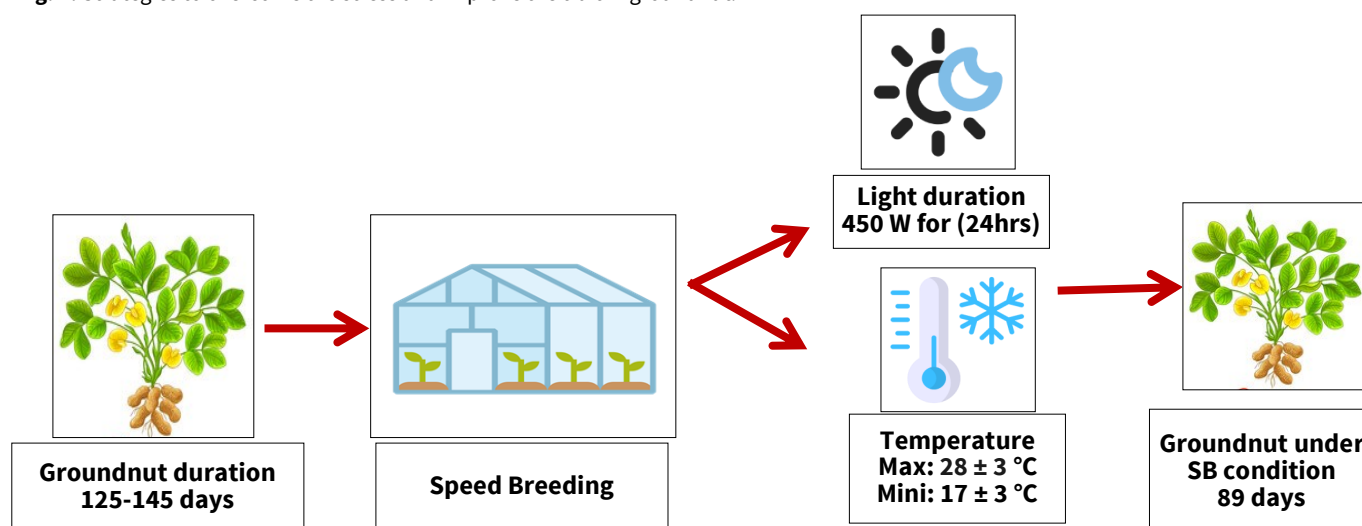 Light duration
450 W for (24hrs)
Groundnut duration
125-145 days
Speed Breeding
Temperature
Max: 28 ± 3 °C
Mini: 17 ± 3 °C
Groundnut under
SB condition
89 days